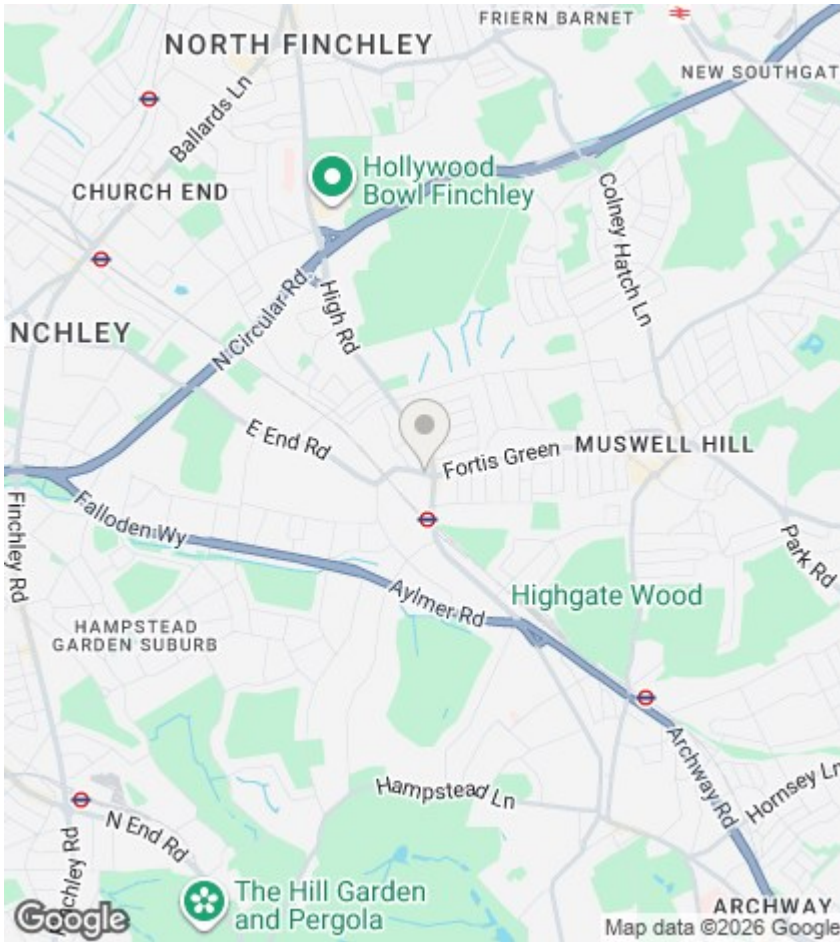 FRIERN BARNET
NORTH FINCHLEY
NEW SOUTHGAT
Ballards Ln
Hollywood
Bowl Finchley
CHURCH END
Colney Hatch Ln
N Circular Rd
High Rd
NCHLEY
E End Rd
Fortis Green
MUSWELL HILL
Finchley Rd
Falloden Wy
Park Rd
Aylmer Rd
Highgate Wood
HAMPSTEAD
GARDEN SUBURB
Archway Rd
Hampstead Ln
Hornsey Ln
N End Rd
The Hill Garden
and Pergola
ARCHWAY
Google
Map data ©2026 Google